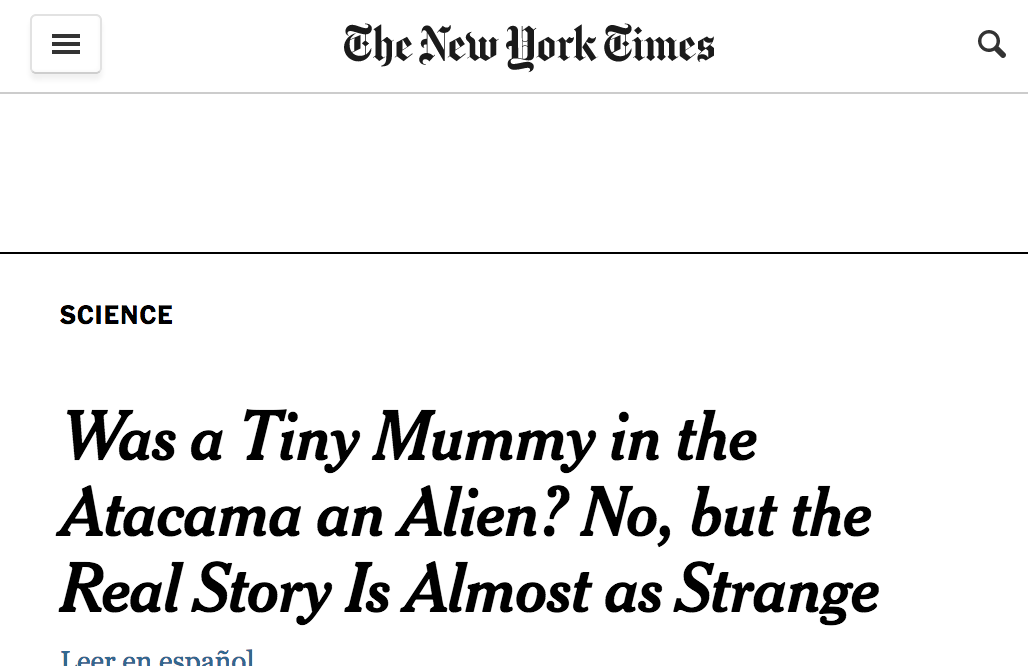 The New York Times
SCIENCE
Was a Tiny Mummy in the
Atacama an Alien? No, but the
Real Story Is Almost as Strange
Leer en español